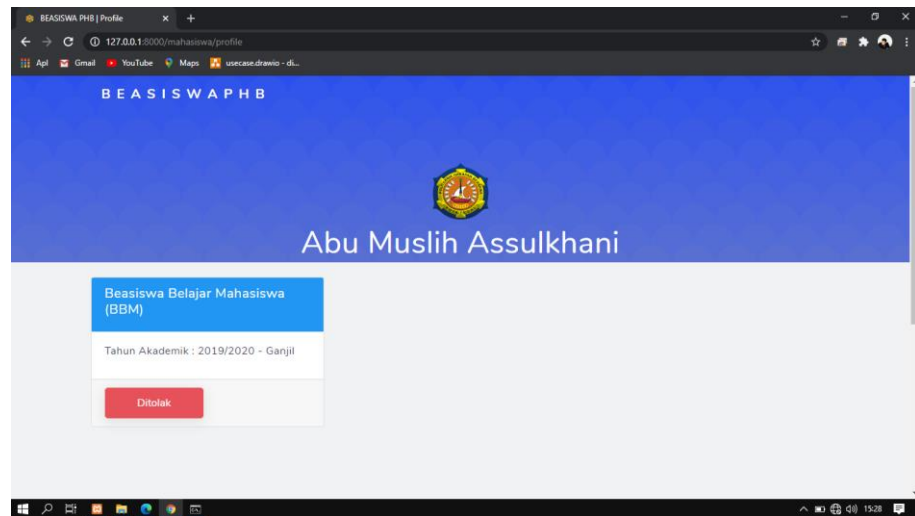 BEASISWA PHB | Profile
127.0.0.1:8000/mahasiswa/profile
Apl Gmail YouTube Maps usecase.drawio - di...
BEASISWAPHB
Abu Muslih Assulkhani
Beasiswa Belajar Mahasiswa
(BBM)
Tahun Akademik : 2019/2020 - Ganjil
Ditolak
15:28